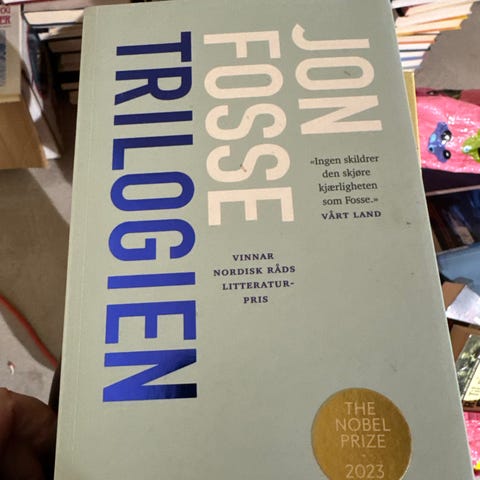 JON
FOSSE
TRILOGIEN
«Ingen skildrer
den skjøre
kjærligheten
som Fosse.»
VÅRT LAND
VINNAR
NORDISK RÅDS
LITTERATUR-
PRIS
THE
NOBEL
PRIZE
2023